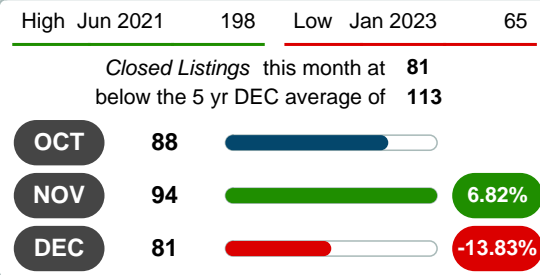 High Jun 2021 198 Low Jan 2023 65
Closed Listings this month at 81
below the 5 yr DEC average of 113
OCT 88
NOV 94 6.82%
DEC 81 -13.83%